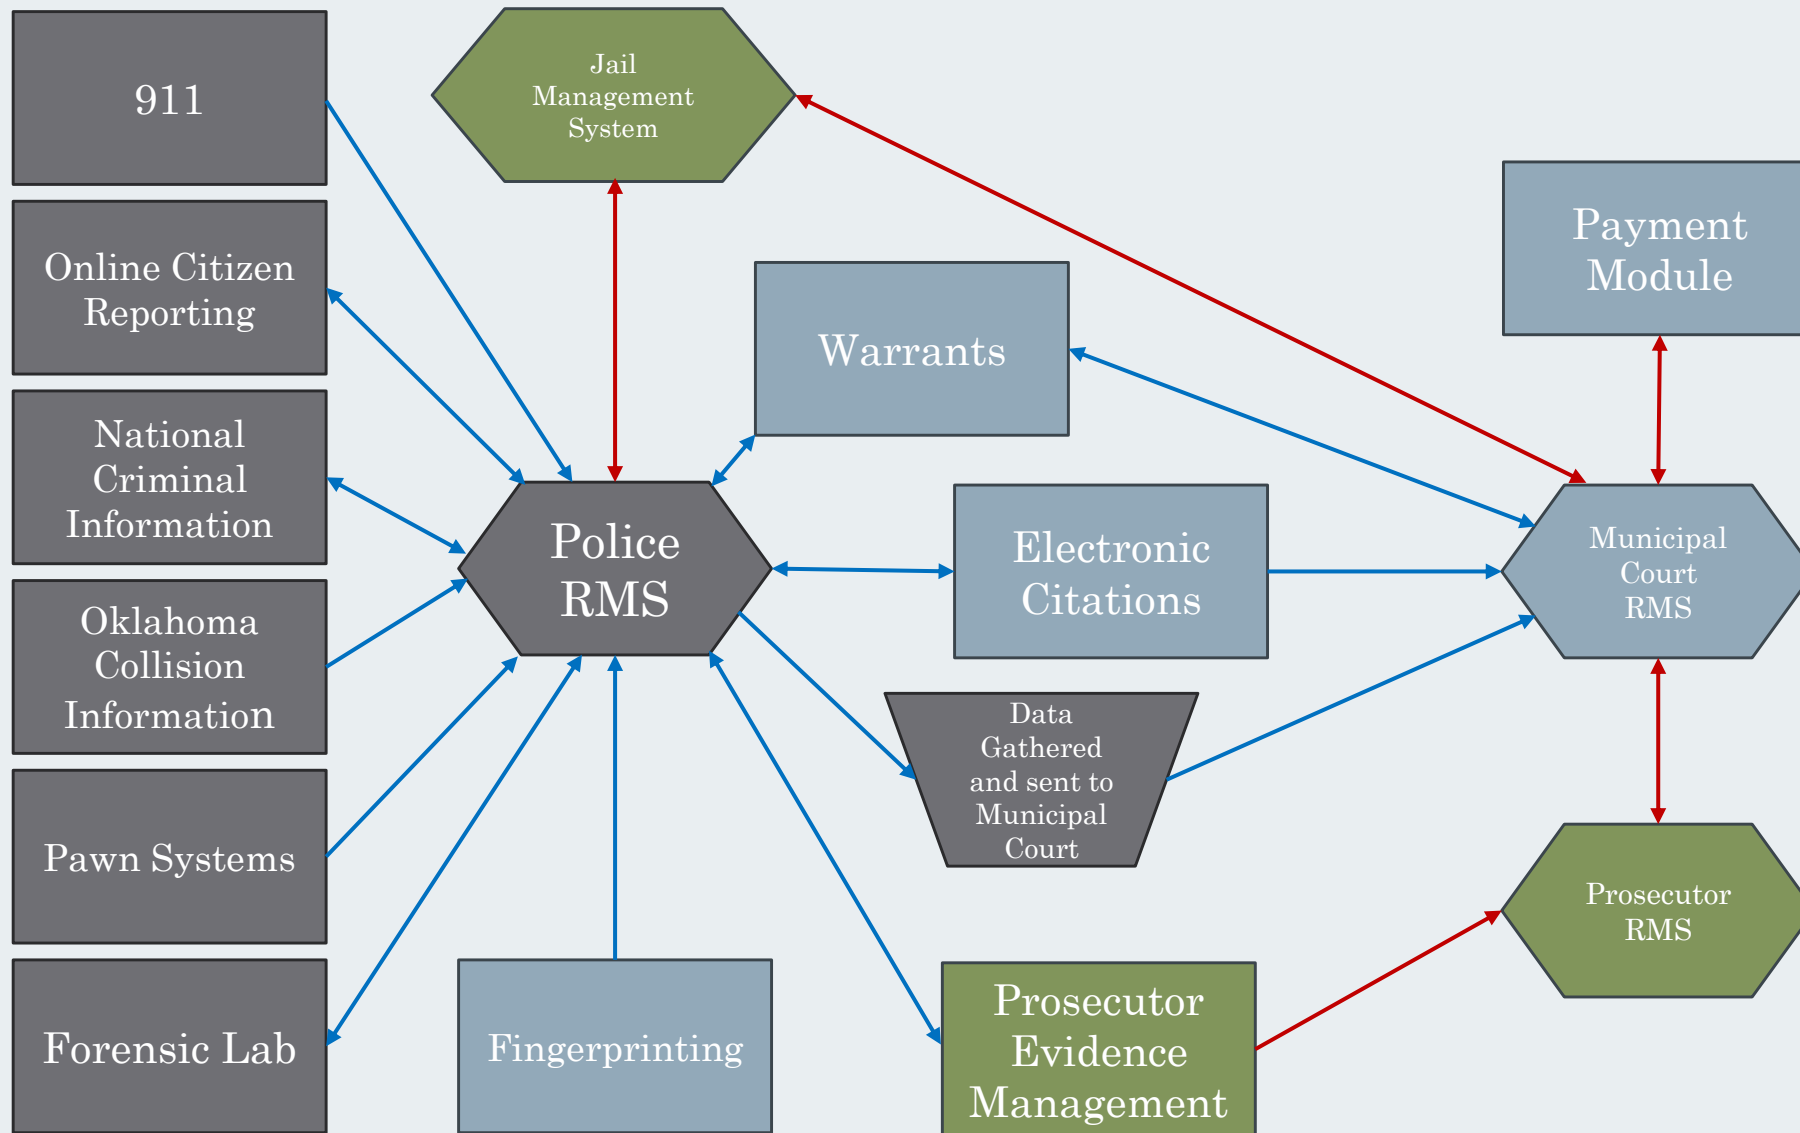 911
Online Citizen
Reporting
National
Criminal
Information
Oklahoma
Collision
Information
Pawn Systems
Forensic Lab
Jail
Management
System
Police
RMS
Fingerprinting
Warrants
Electronic
Citations
Data
Gathered
and sent to
Municipal
Court
Prosecutor
Evidence
Management
Payment
Module
Municipal
Court
RMS
Prosecutor
RMS